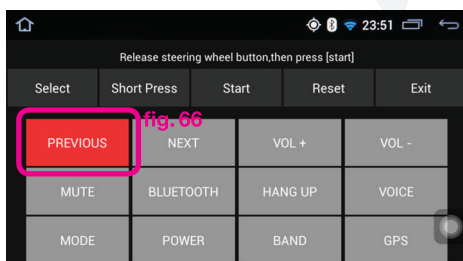 23:51
Release steering wheel button,then press [start]
Select Short Press Start Reset Exit
fig. 66
PREVIOUS NEXT VOL + VOL -
MUTE BLUETOOTH HANG UP VOICE
MODE POWER BAND GPS